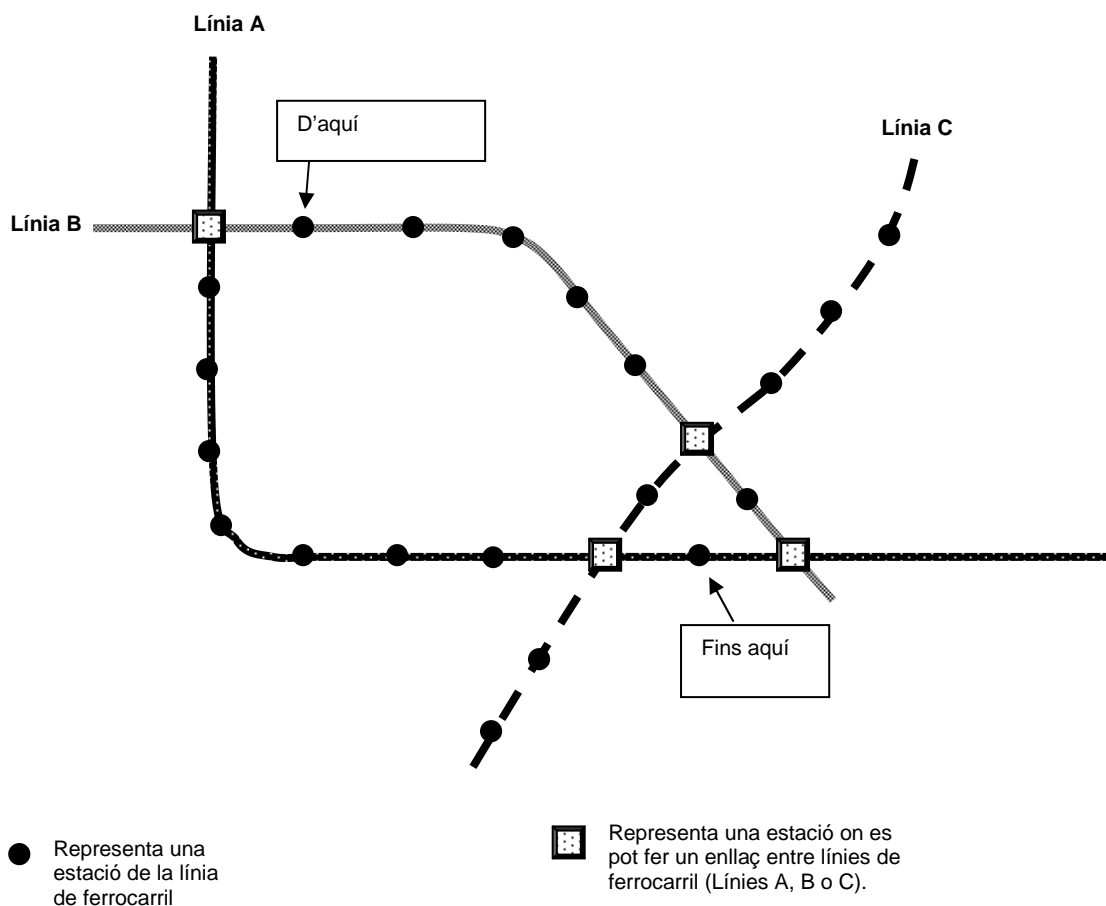 Línia A
D'aquí
Línia C
Línia B
Fins aquí
Representa una
estació de la línia
de ferrocarril
Representa una estació on es
pot fer un enllaç entre línies de
ferrocarril (Línies A, B o C).